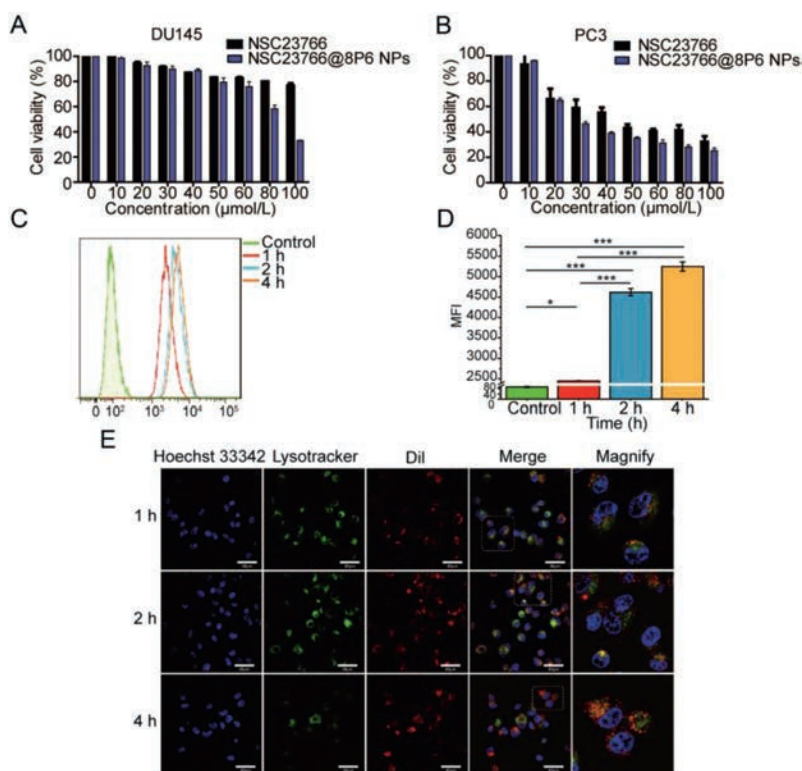 A
DU145
NSC23766
NSC23766@8P6 NPs
Cell viability (%)
100
80
60
40
20
0
0 10 20 30 40 50 60 80 100
Concentration (µmol/L)
B
PC3
NSC23766
NSC23766@8P6 NPs
Cell viability (%)
100
80
60
40
20
0
0 10 20 30 40 50 60 80 100
Concentration (µmol/L)
C
Control
1 h
2 h
4 h
0 10² 10³ 10⁴ 10⁵
D
MFI
6000
5500
5000
4500
4000
3500
3000
2500
80
40
0
***
***
***
***
*
Control 1 h 2 h 4 h
Time (h)
E
Hoechst 33342 Lysotracker DiI Merge Magnify
1 h
2 h
4 h